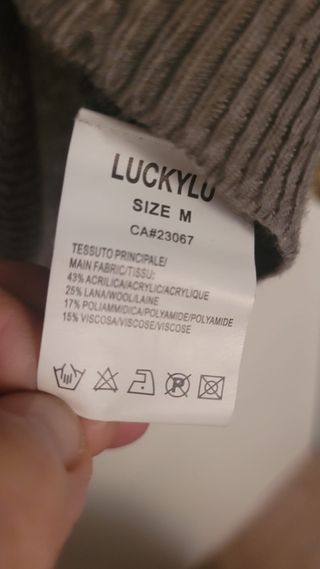 LUCKYLU
SIZE M
CA#23067
TESSUTO PRINCIPALE/
MAIN FABRIC/TISSU:
43% ACRILICA/ACRYLIC/ACRYLIQUE
25% LANA/WOOL/LAINE
17% POLIAMMIDICA/POLYAMIDE/POLYAMIDE
15% VISCOSA/VISCOSE/VISCOSE
P